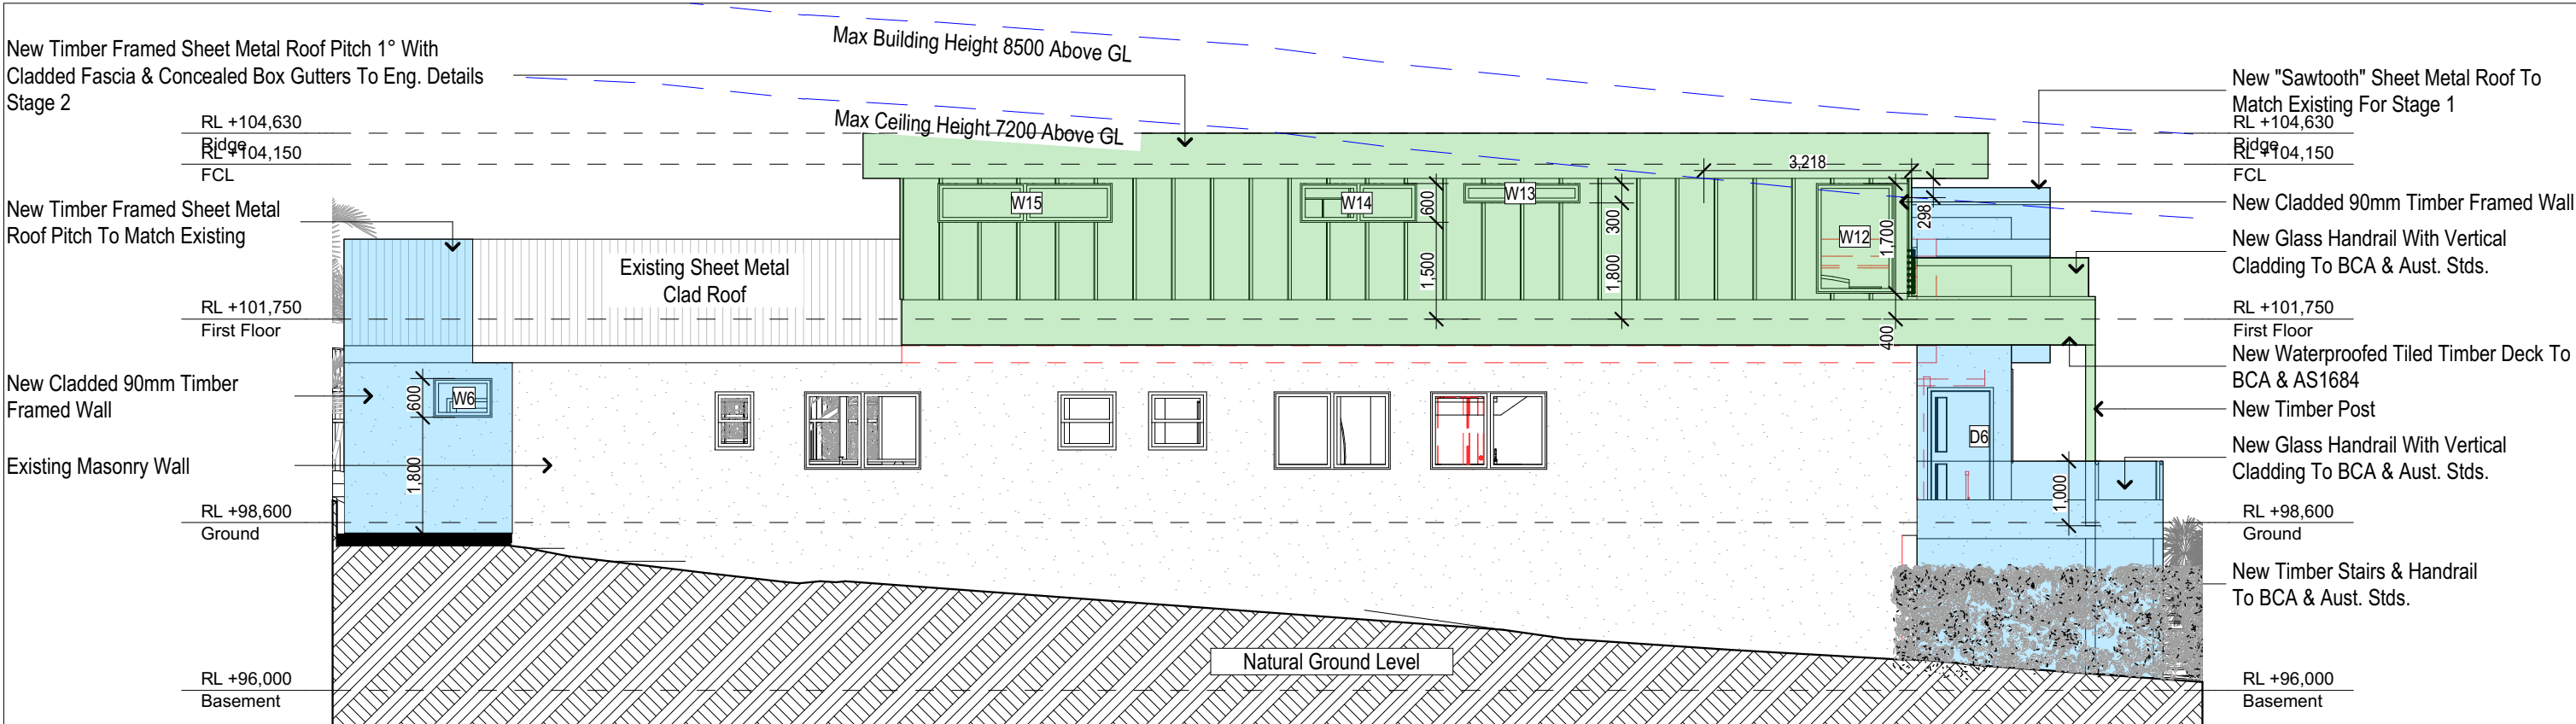 New Timber Framed Sheet Metal Roof Pitch 1° With
Cladded Fascia & Concealed Box Gutters To Eng. Details
Stage 2
RL +104,630
Ridge
RL +104,150
FCL
New Timber Framed Sheet Metal
Roof Pitch To Match Existing
RL +101,750
First Floor
New Cladded 90mm Timber
Framed Wall
Existing Masonry Wall
RL +98,600
Ground
RL +96,000
Basement
Max Building Height 8500 Above GL
Max Ceiling Height 7200 Above GL
Existing Sheet Metal
Clad Roof
W15
W14
W13
W12
600
1,500
300
1,800
3,218
1,700
400
298
W6
600
1,800
D6
1,000
Natural Ground Level
New "Sawtooth" Sheet Metal Roof To
Match Existing For Stage 1
RL +104,630
Ridge
RL +104,150
FCL
New Cladded 90mm Timber Framed Wall
New Glass Handrail With Vertical
Cladding To BCA & Aust. Stds.
RL +101,750
First Floor
New Waterproofed Tiled Timber Deck To
BCA & AS1684
New Timber Post
New Glass Handrail With Vertical
Cladding To BCA & Aust. Stds.
RL +98,600
Ground
New Timber Stairs & Handrail
To BCA & Aust. Stds.
RL +96,000
Basement